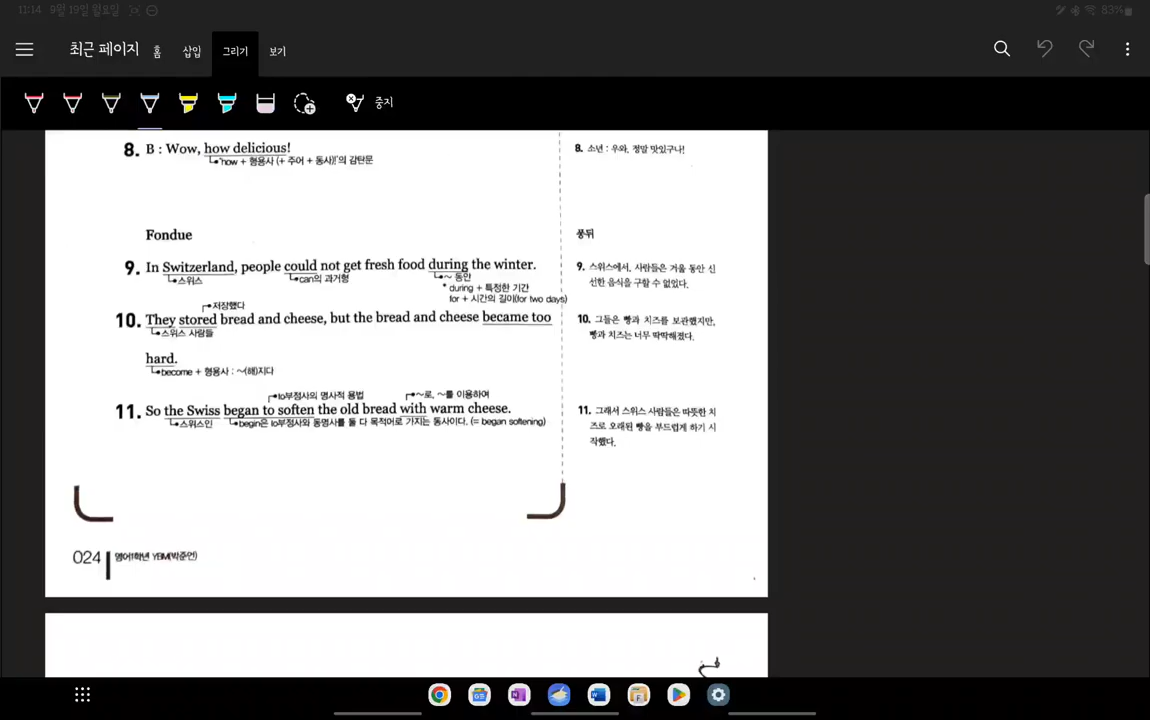 11:14 9월 19일 월요일
83%
최근 페이지 홈 삽입 그리기 보기
중지
8. B : Wow, how delicious!
'how + 형용사 (+ 주어 + 동사)!'의 감탄문
8. 소년 : 우와, 정말 맛있구나!
Fondue
퐁뒤
9. In Switzerland, people could not get fresh food during the winter.
스위스
can의 과거형
~ 동안
* during + 특정한 기간
for + 시간의 길이(for two days)
9. 스위스에서, 사람들은 겨울 동안 신
선한 음식을 구할 수 없었다.
저장했다
10. They stored bread and cheese, but the bread and cheese became too
스위스 사람들
hard.
become + 형용사 : ~(해)지다
10. 그들은 빵과 치즈를 보관했지만,
빵과 치즈는 너무 딱딱해졌다.
to부정사의 명사적 용법
~로, ~를 이용하여
11. So the Swiss began to soften the old bread with warm cheese.
스위스인
begin은 to부정사와 동명사를 둘 다 목적어로 가지는 동사이다. (= began softening)
11. 그래서 스위스 사람들은 따뜻한 치
즈로 오래된 빵을 부드럽게 하기 시
작했다.
024 영어1학년 YBM(박준언)